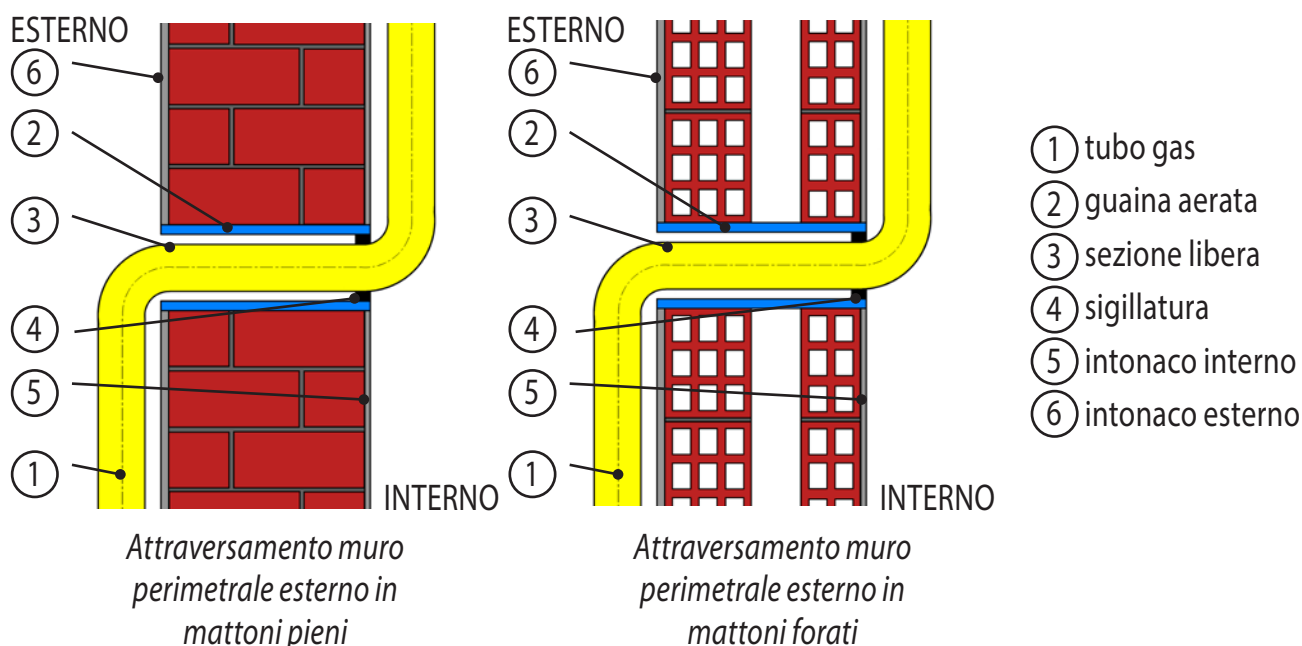 ESTERNO
6
2
3
4
5
1
INTERNO
Attraversamento muro
perimetrale esterno in
mattoni pieni
ESTERNO
6
2
3
4
5
1
INTERNO
Attraversamento muro
perimetrale esterno in
mattoni forati
1 tubo gas
2 guaina aerata
3 sezione libera
4 sigillatura
5 intonaco interno
6 intonaco esterno